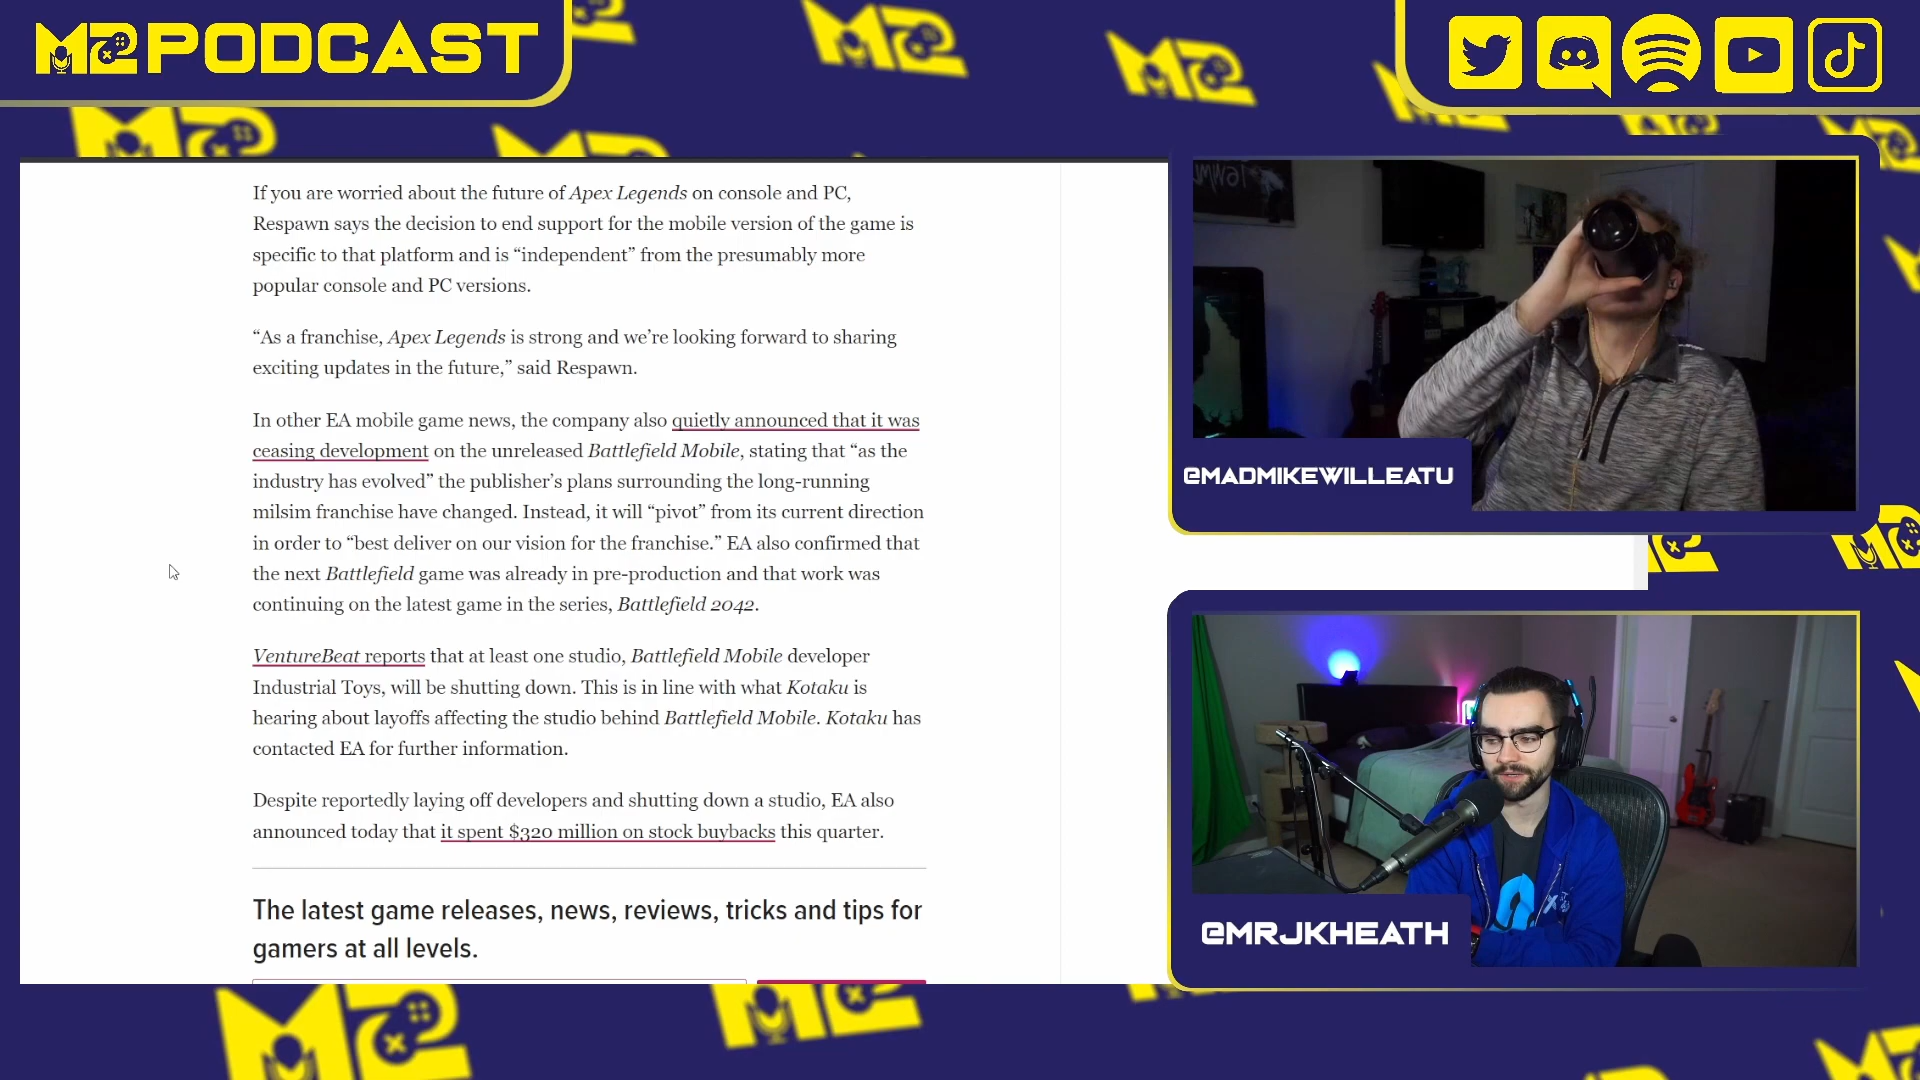 M2 PODCAST
If you are worried about the future of Apex Legends on console and PC,
Respawn says the decision to end support for the mobile version of the game is
specific to that platform and is “independent” from the presumably more
popular console and PC versions.
“As a franchise, Apex Legends is strong and we’re looking forward to sharing
exciting updates in the future,” said Respawn.
In other EA mobile game news, the company also quietly announced that it was
ceasing development on the unreleased Battlefield Mobile, stating that “as the
industry has evolved” the publisher’s plans surrounding the long-running
milsim franchise have changed. Instead, it will “pivot” from its current direction
in order to “best deliver on our vision for the franchise.” EA also confirmed that
the next Battlefield game was already in pre-production and that work was
continuing on the latest game in the series, Battlefield 2042.
VentureBeat reports that at least one studio, Battlefield Mobile developer
Industrial Toys, will be shutting down. This is in line with what Kotaku is
hearing about layoffs affecting the studio behind Battlefield Mobile. Kotaku has
contacted EA for further information.
Despite reportedly laying off developers and shutting down a studio, EA also
announced today that it spent $320 million on stock buybacks this quarter.
The latest game releases, news, reviews, tricks and tips for
gamers at all levels.
@MADMIKEWILLEATU
@MRJKHEATH